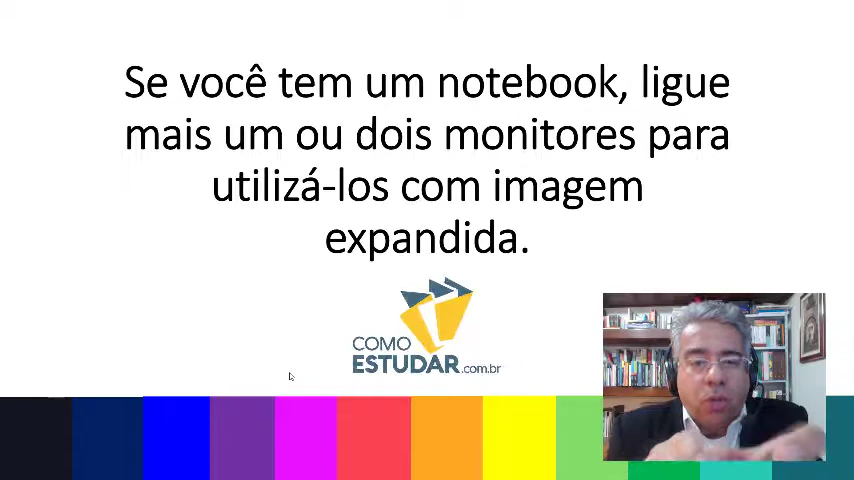 Se você tem um notebook, ligue
mais um ou dois monitores para
utilizá-los com imagem
expandida.
COMO
ESTUDAR.com.br